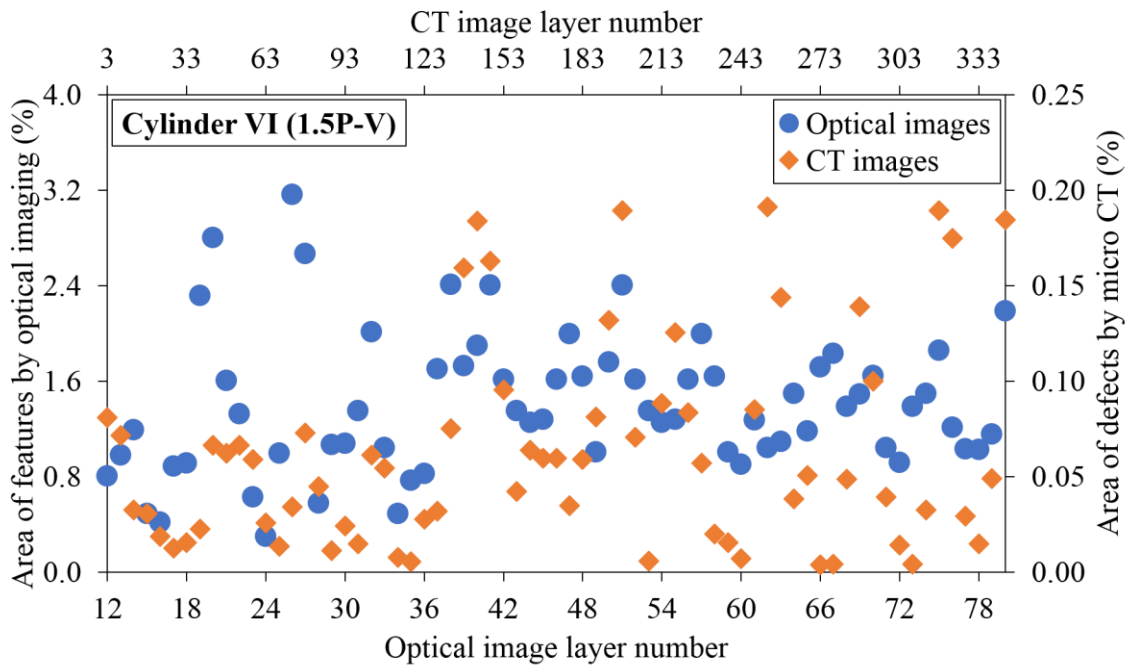 CT image layer number
3 33 63 93 123 153 183 213 243 273 303 333
4.0 0.25
Cylinder VI (1.5P-V)
Optical images
CT images
3.2 0.20
2.4 0.15
1.6 0.10
0.8 0.05
0.0 0.00
Area of features by optical imaging (%)
Area of defects by micro CT (%)
12 18 24 30 36 42 48 54 60 66 72 78
Optical image layer number